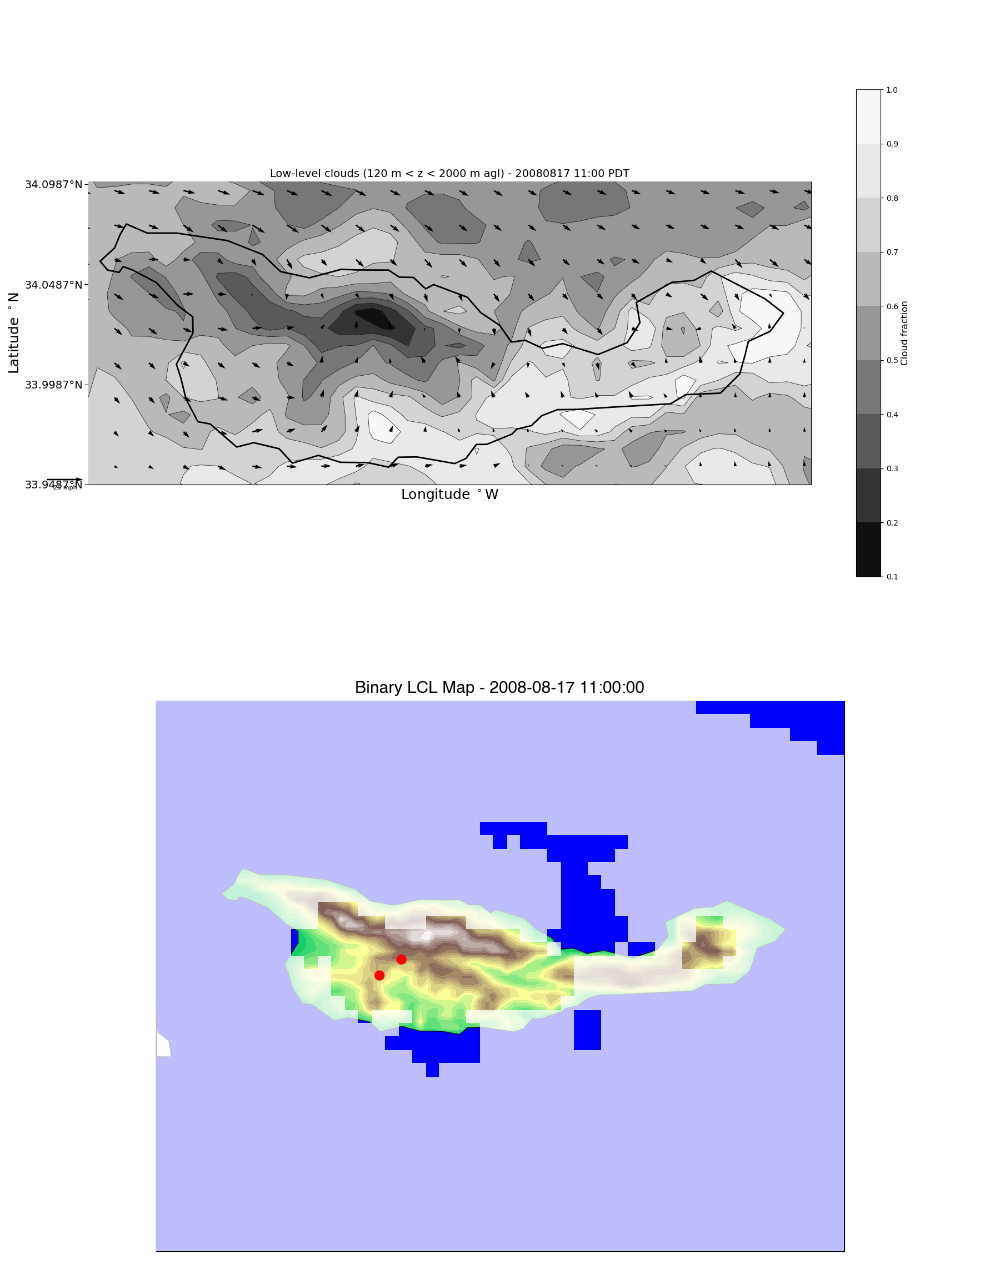 Low-level clouds (120 m < z < 2000 m agl) - 20080817 11:00 PDT
34.0987°N
34.0487°N
33.9987°N
33.9487°N
Latitude °N
Longitude °W
1.0
0.9
0.8
0.7
0.6
0.5
0.4
0.3
0.2
0.1
Cloud fraction
Binary LCL Map - 2008-08-17 11:00:00